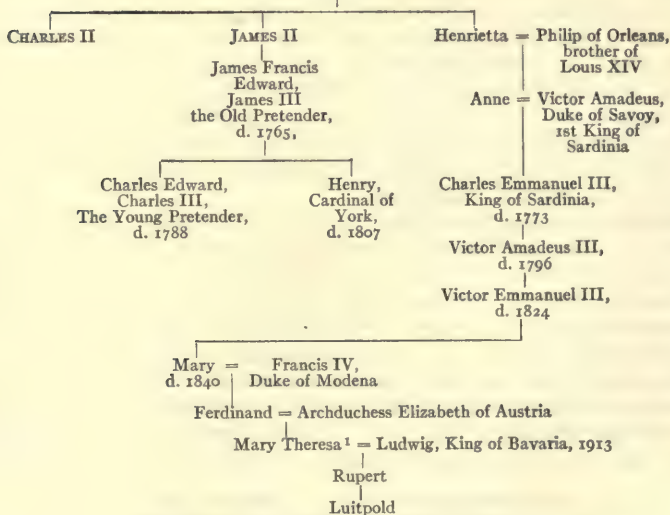 CHARLES II
JAMES II
Henrietta = Philip of Orleans,
brother of
Louis XIV
James Francis
Edward,
James III
the Old Pretender,
d. 1765,
Anne = Victor Amadeus,
Duke of Savoy,
1st King of
Sardinia
Charles Edward,
Charles III,
The Young Pretender,
d. 1788
Henry,
Cardinal of
York,
d. 1807
Charles Emmanuel III,
King of Sardinia,
d. 1773
Victor Amadeus III,
d. 1796
Victor Emmanuel III,
d. 1824
Mary = Francis IV,
d. 1840 Duke of Modena
Ferdinand = Archduchess Elizabeth of Austria
Mary Theresa¹ = Ludwig, King of Bavaria, 1913
Rupert
Luitpold